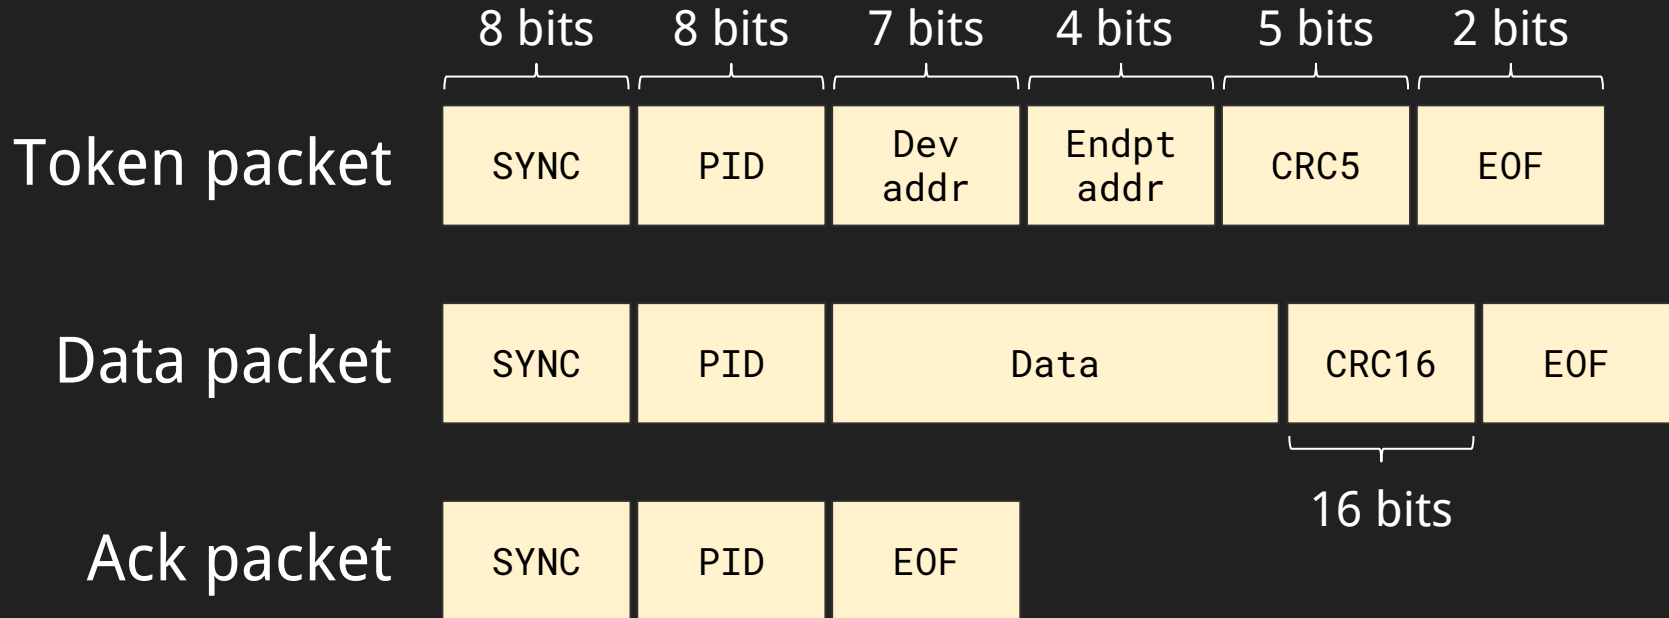 8 bits 8 bits 7 bits 4 bits 5 bits 2 bits
Token packet SYNC PID Dev addr Endpt addr CRC5 EOF
Data packet SYNC PID Data CRC16 EOF
16 bits
Ack packet SYNC PID EOF